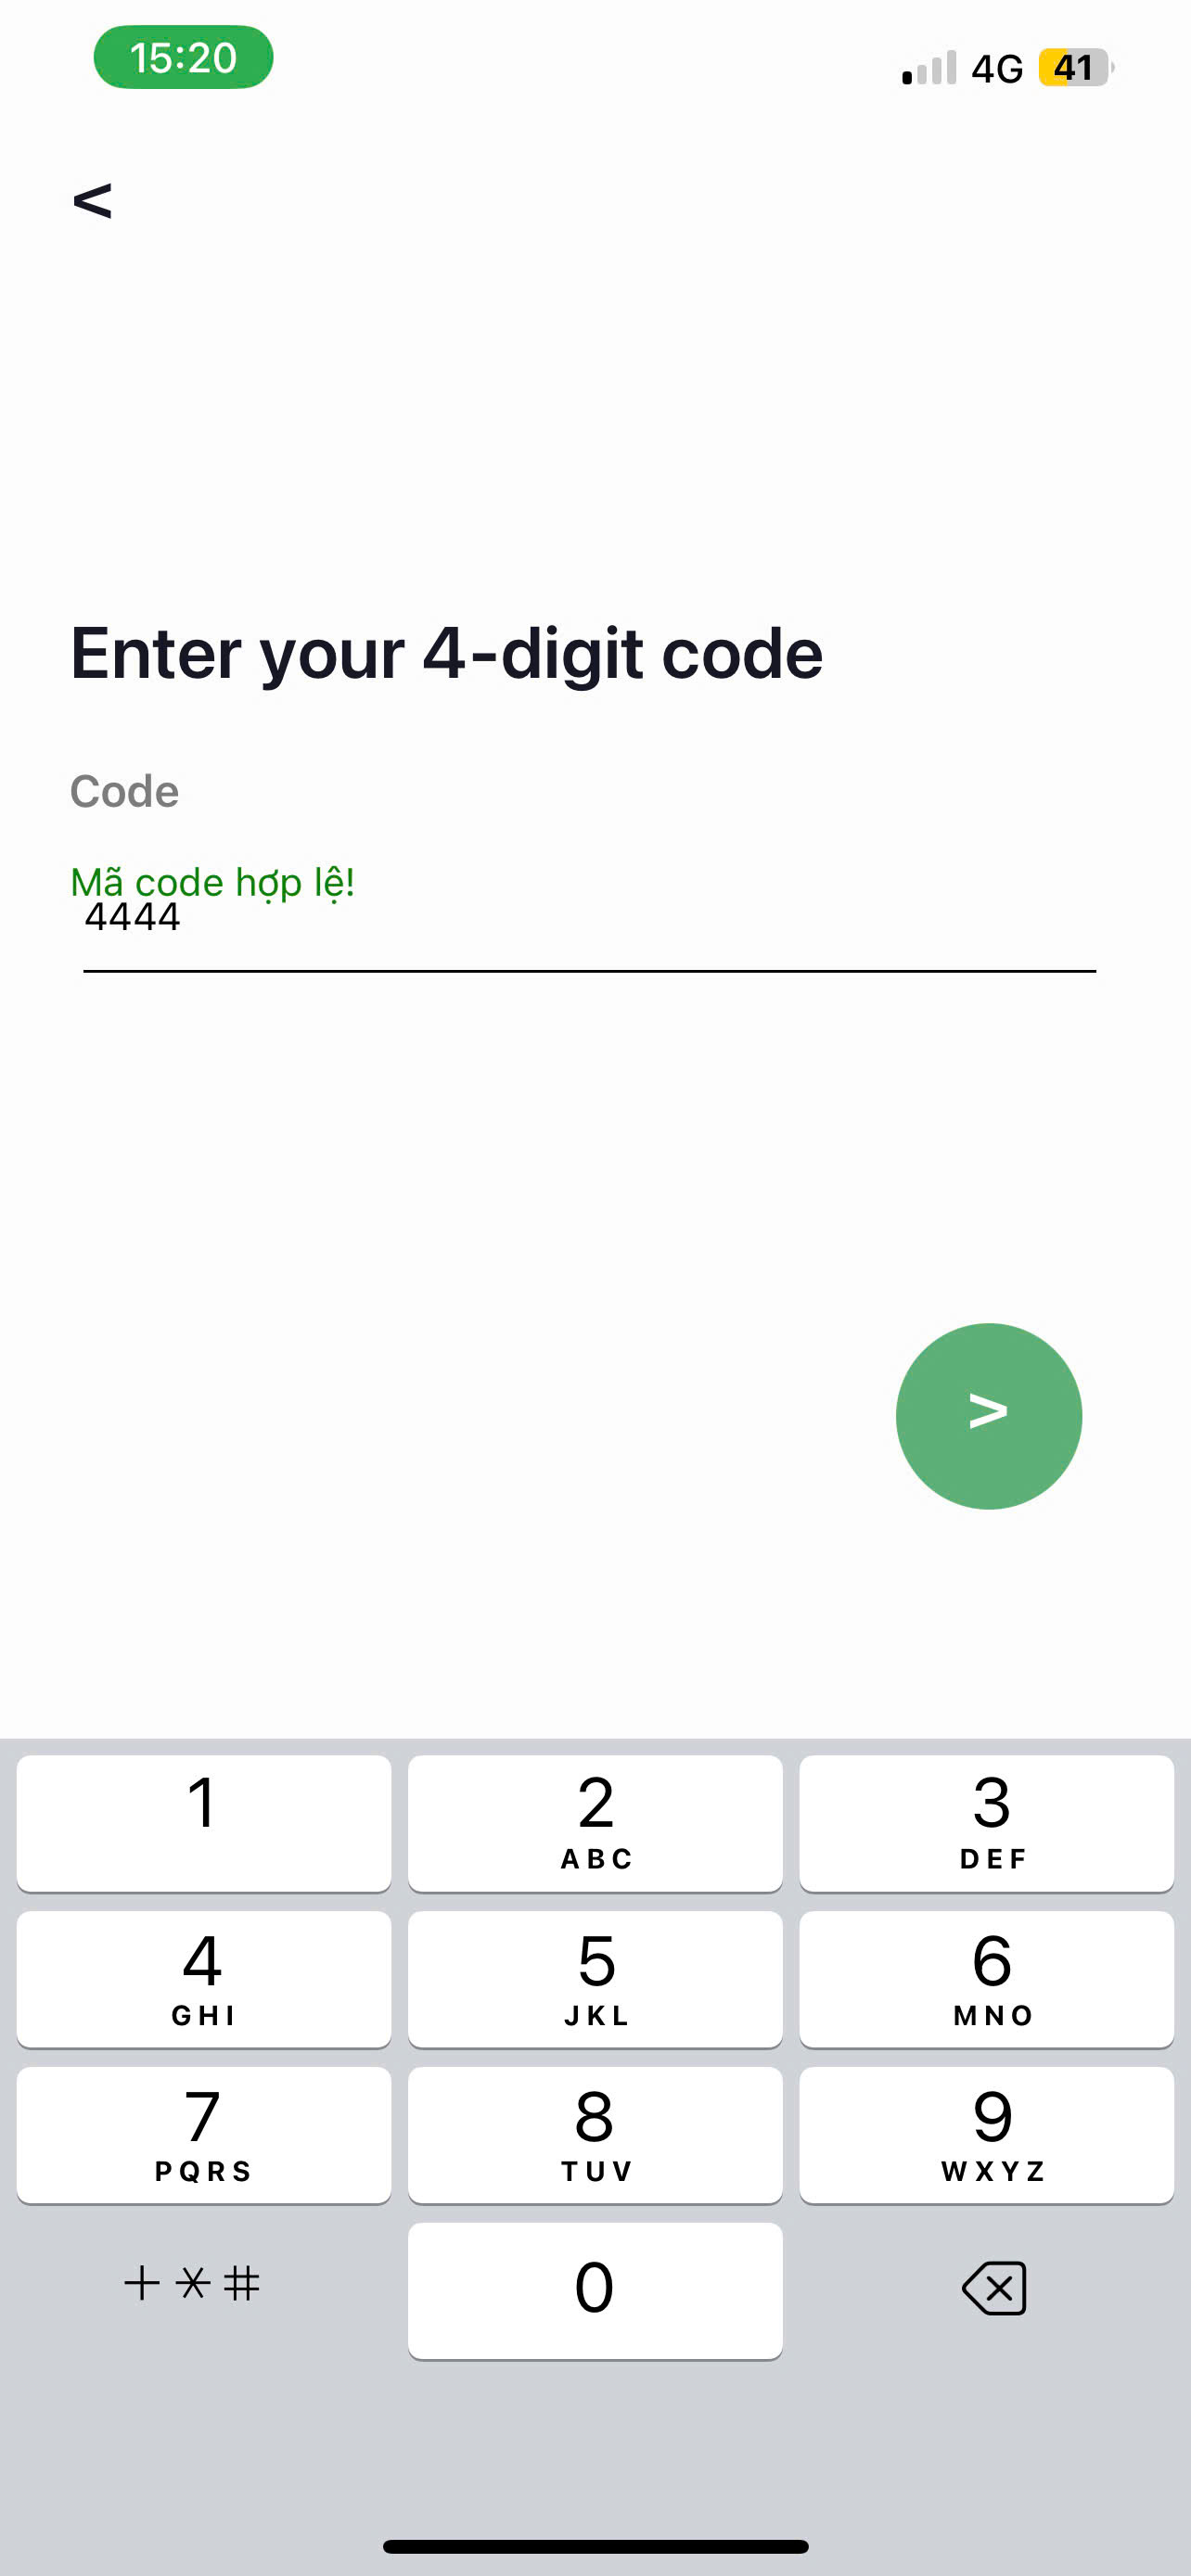 15:20 4G 41
<
Enter your 4-digit code
Code
Mã code hợp lệ!
4444
>
1 2 3
ABC DEF
4 5 6
GHI JKL MNO
7 8 9
PQRS TUV WXYZ
+*# 0